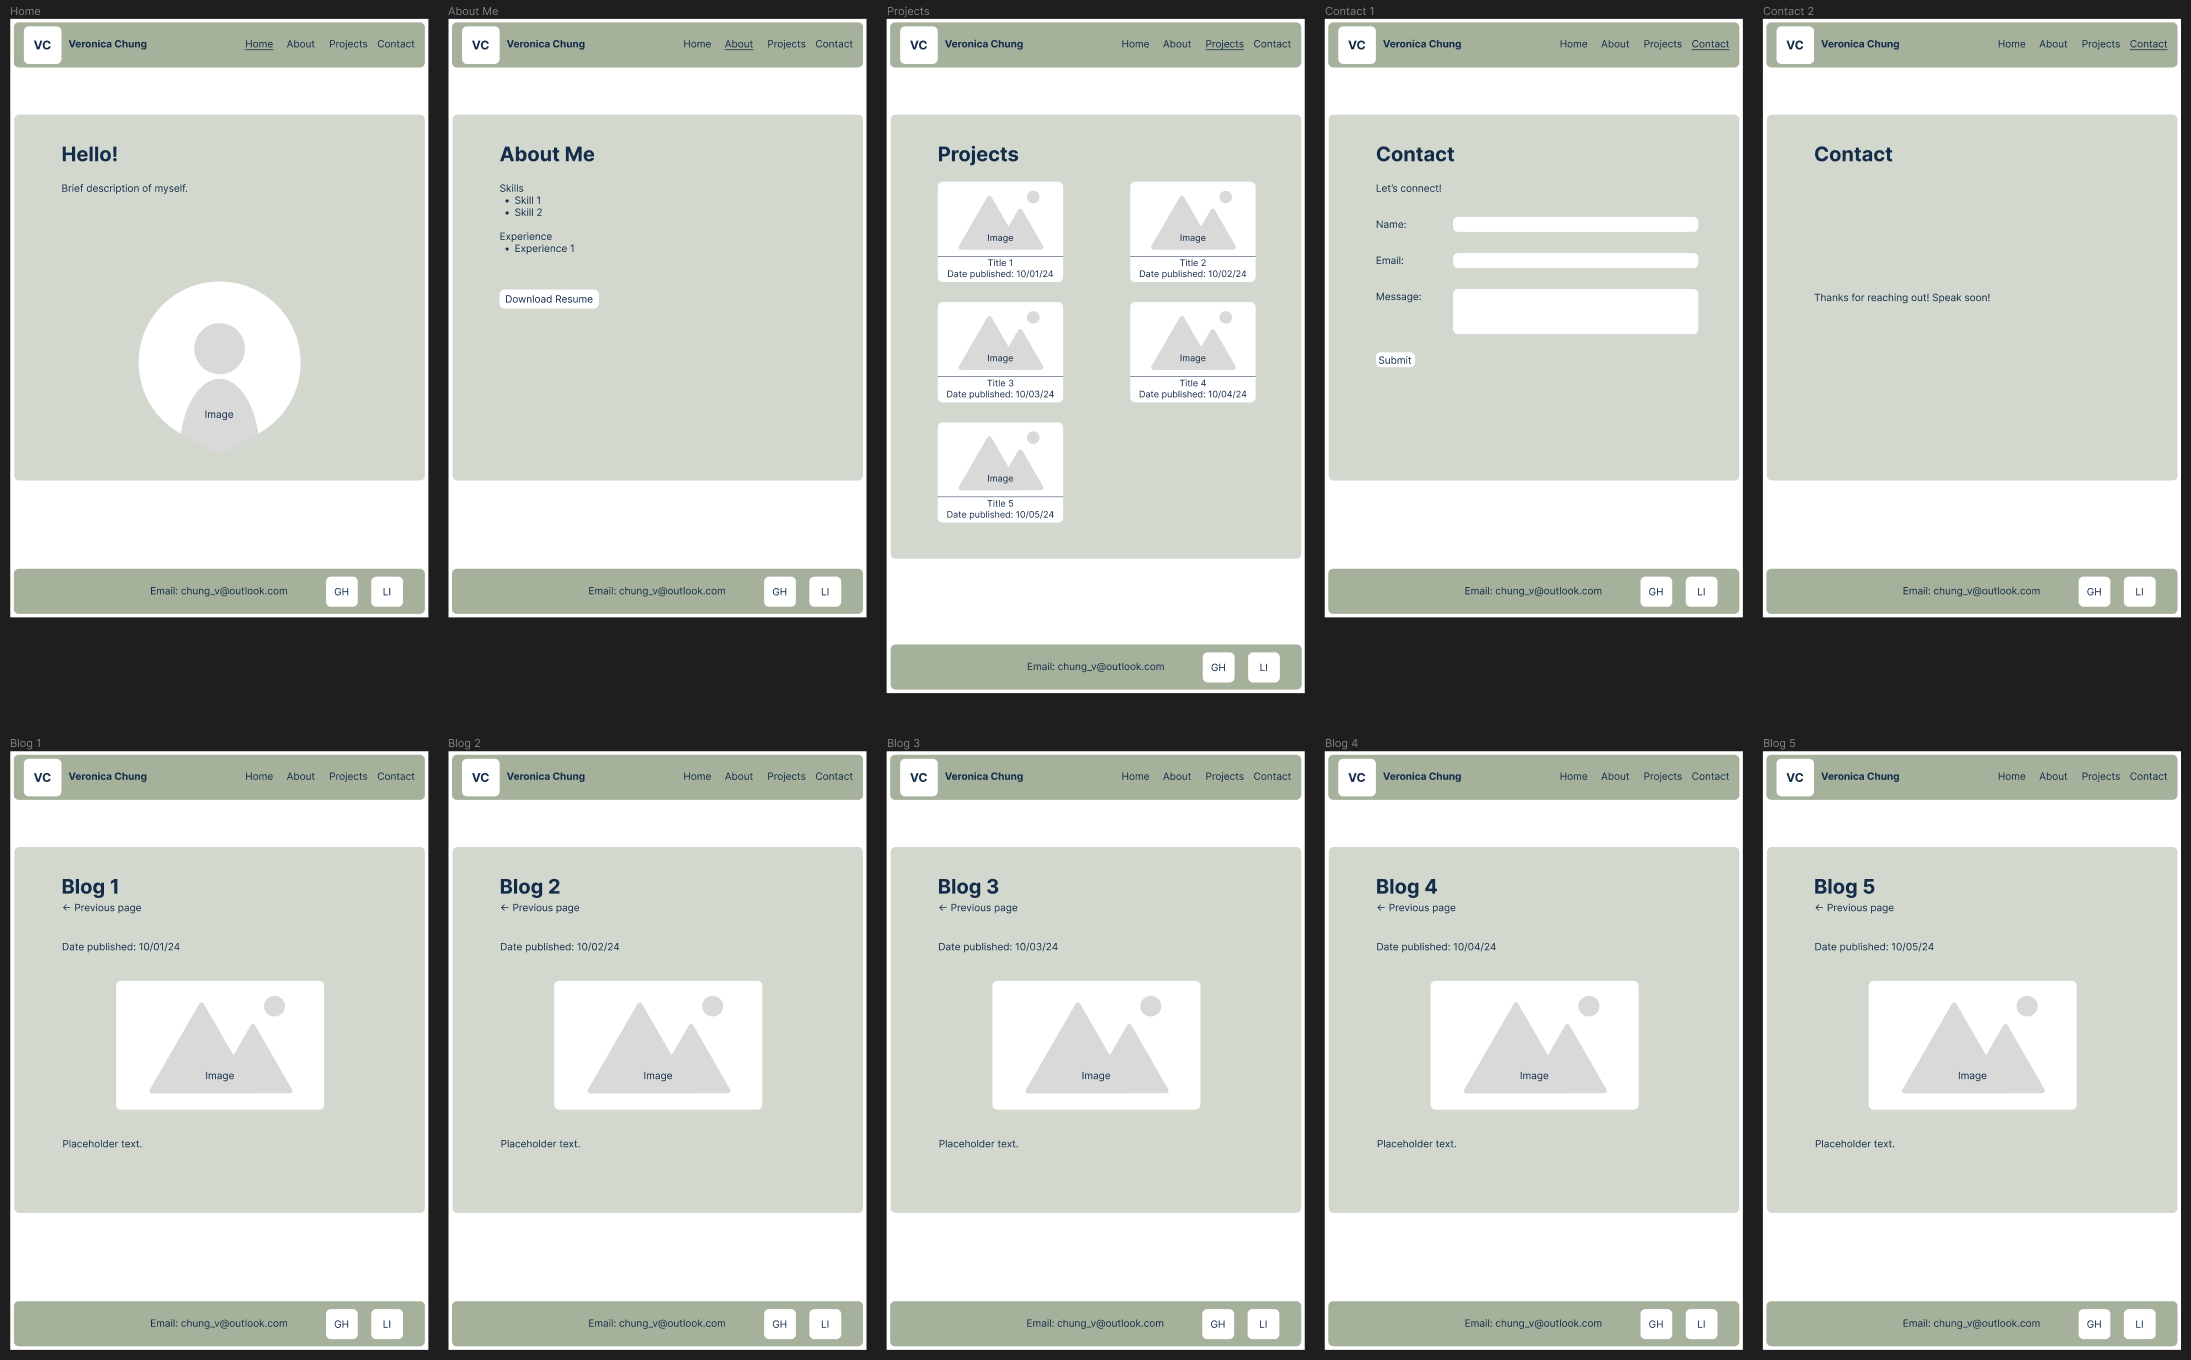 Home
VC Veronica Chung Home About Projects Contact
Hello!
Brief description of myself.
Image
Email: chung_v@outlook.com GH LI
About Me
VC Veronica Chung Home About Projects Contact
About Me
Skills
• Skill 1
• Skill 2
Experience
• Experience 1
Download Resume
Email: chung_v@outlook.com GH LI
Projects
VC Veronica Chung Home About Projects Contact
Projects
Image Image
Title 1 Title 2
Date published: 10/01/24 Date published: 10/02/24
Image Image
Title 3 Title 4
Date published: 10/03/24 Date published: 10/04/24
Image
Title 5
Date published: 10/05/24
Email: chung_v@outlook.com GH LI
Contact 1
VC Veronica Chung Home About Projects Contact
Contact
Let's connect!
Name:
Email:
Message:
Submit
Email: chung_v@outlook.com GH LI
Contact 2
VC Veronica Chung Home About Projects Contact
Contact
Thanks for reaching out! Speak soon!
Email: chung_v@outlook.com GH LI
Blog 1
VC Veronica Chung Home About Projects Contact
Blog 1
← Previous page
Date published: 10/01/24
Image
Placeholder text.
Email: chung_v@outlook.com GH LI
Blog 2
VC Veronica Chung Home About Projects Contact
Blog 2
← Previous page
Date published: 10/02/24
Image
Placeholder text.
Email: chung_v@outlook.com GH LI
Blog 3
VC Veronica Chung Home About Projects Contact
Blog 3
← Previous page
Date published: 10/03/24
Image
Placeholder text.
Email: chung_v@outlook.com GH LI
Blog 4
VC Veronica Chung Home About Projects Contact
Blog 4
← Previous page
Date published: 10/04/24
Image
Placeholder text.
Email: chung_v@outlook.com GH LI
Blog 5
VC Veronica Chung Home About Projects Contact
Blog 5
← Previous page
Date published: 10/05/24
Image
Placeholder text.
Email: chung_v@outlook.com GH LI